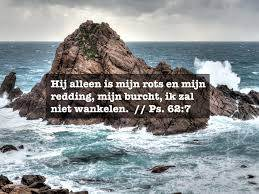 Hij alleen is mijn rots en mijn
redding, mijn burcht, ik zal
niet wankelen.  // Ps. 62:7